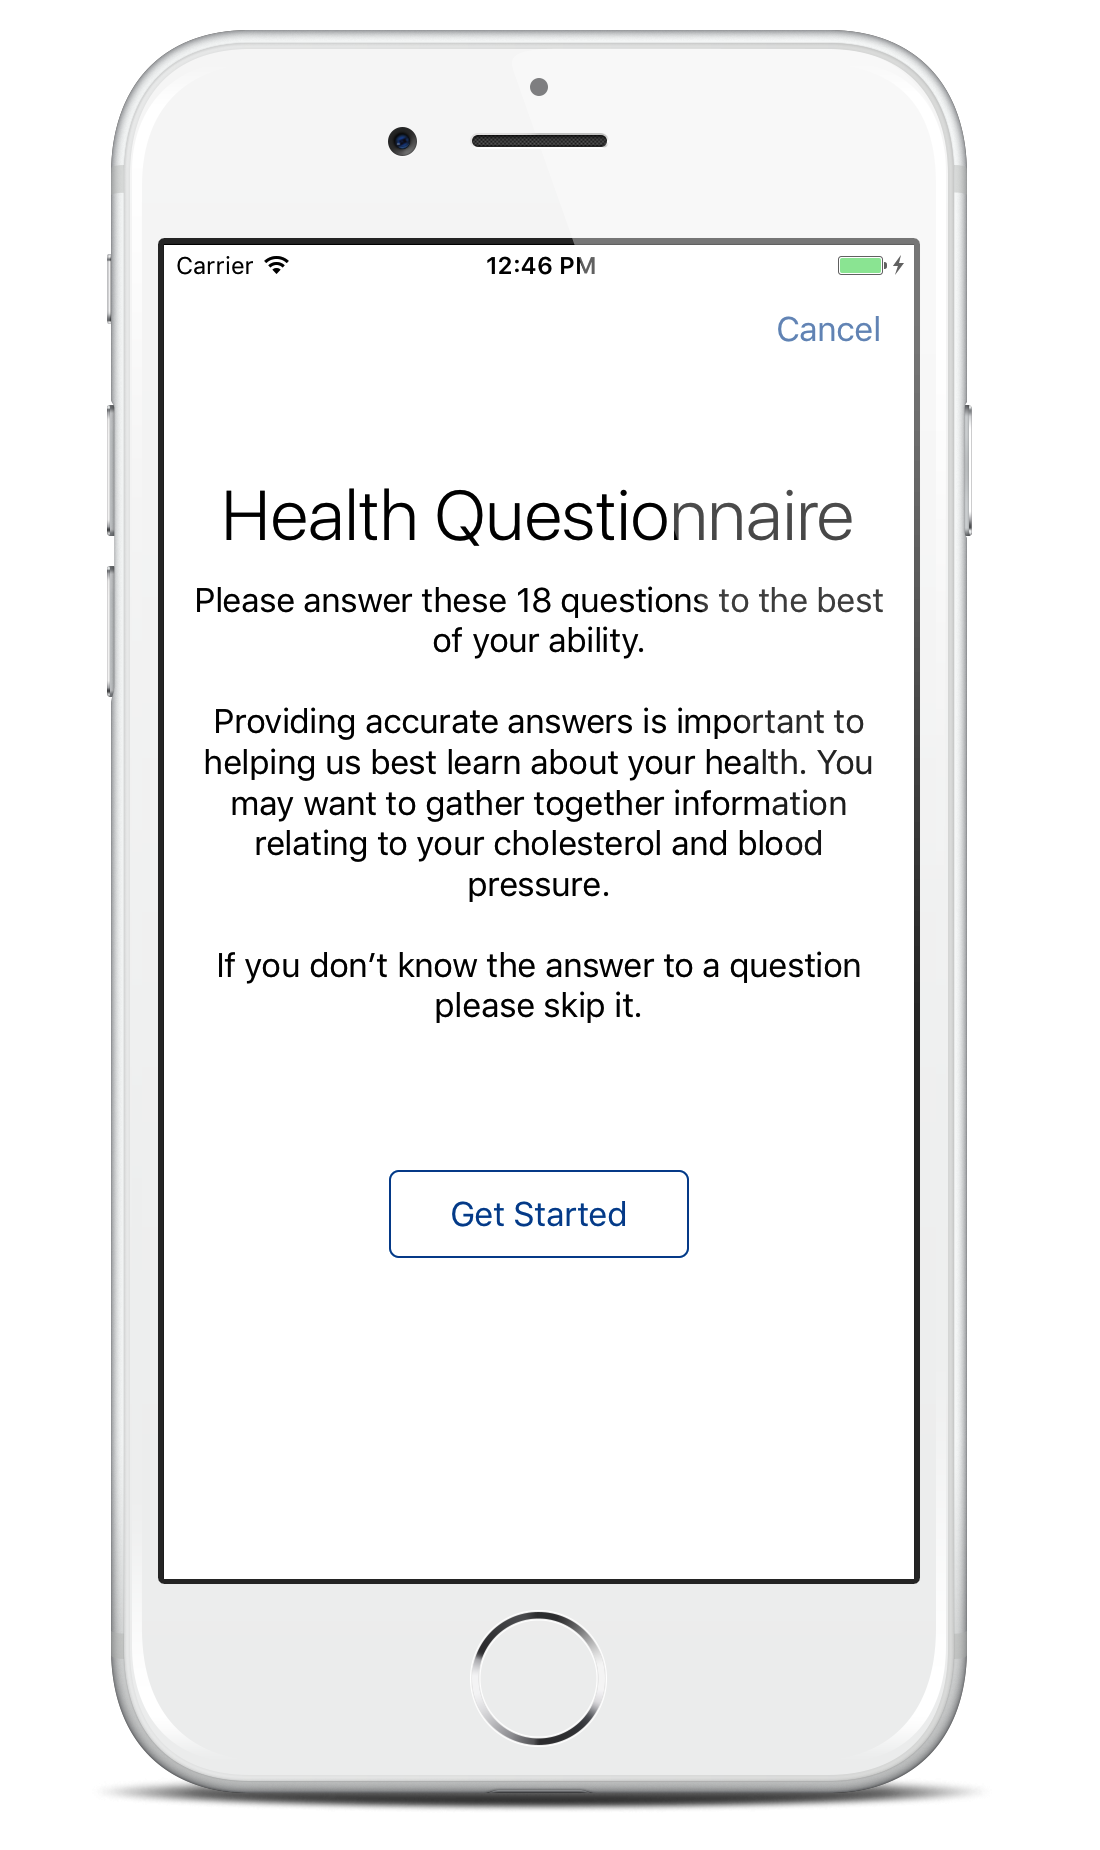 Carrier 12:46 PM
Cancel
Health Questionnaire
Please answer these 18 questions to the best
of your ability.
Providing accurate answers is important to
helping us best learn about your health. You
may want to gather together information
relating to your cholesterol and blood
pressure.
If you don’t know the answer to a question
please skip it.
Get Started